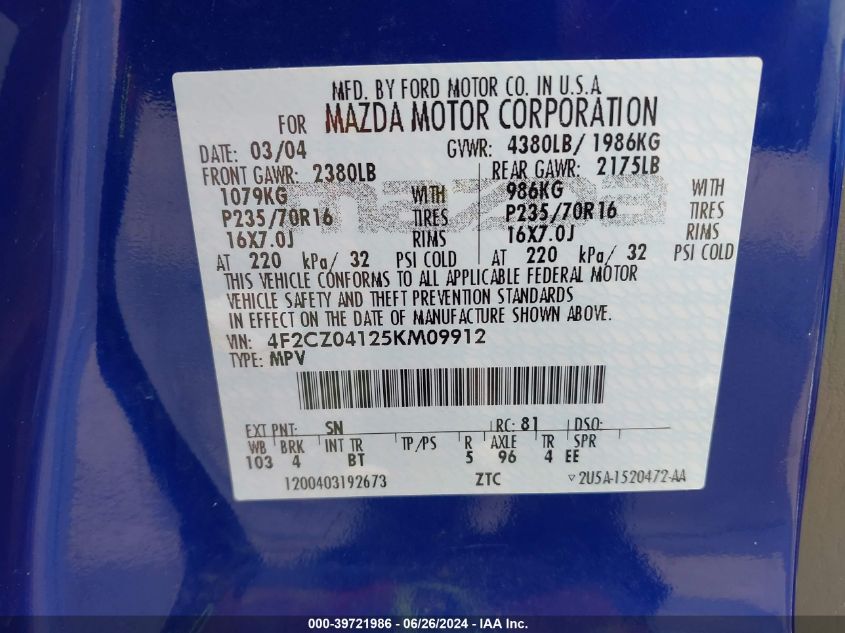 MFD. BY FORD MOTOR CO. IN U.S.A
FOR MAZDA MOTOR CORPORATION
DATE: 03/04 GVWR: 4380LB/ 1986KG
FRONT GAWR: 2380LB REAR GAWR: 2175LB
1079KG WITH 986KG WITH
P235/70R16 TIRES P235/70R16 TIRES
16X7.0J RIMS 16X7.0J RIMS
AT 220 kPa/ 32 PSI COLD AT 220 kPa/ 32 PSI COLD
THIS VEHICLE CONFORMS TO ALL APPLICABLE FEDERAL MOTOR
VEHICLE SAFETY AND THEFT PREVENTION STANDARDS
IN EFFECT ON THE DATE OF MANUFACTURE SHOWN ABOVE.
VIN: 4F2CZ04125KM09912
TYPE: MPV
EXT PNT: SN RC: 81 DSO:
WB BRK INT TR TP/PS R AXLE TR SPR
103 4 BT 5 96 4 EE
1200403192673 ZTC 2U5A-1520472-AA
000-39721986 - 06/26/2024 - IAA Inc.